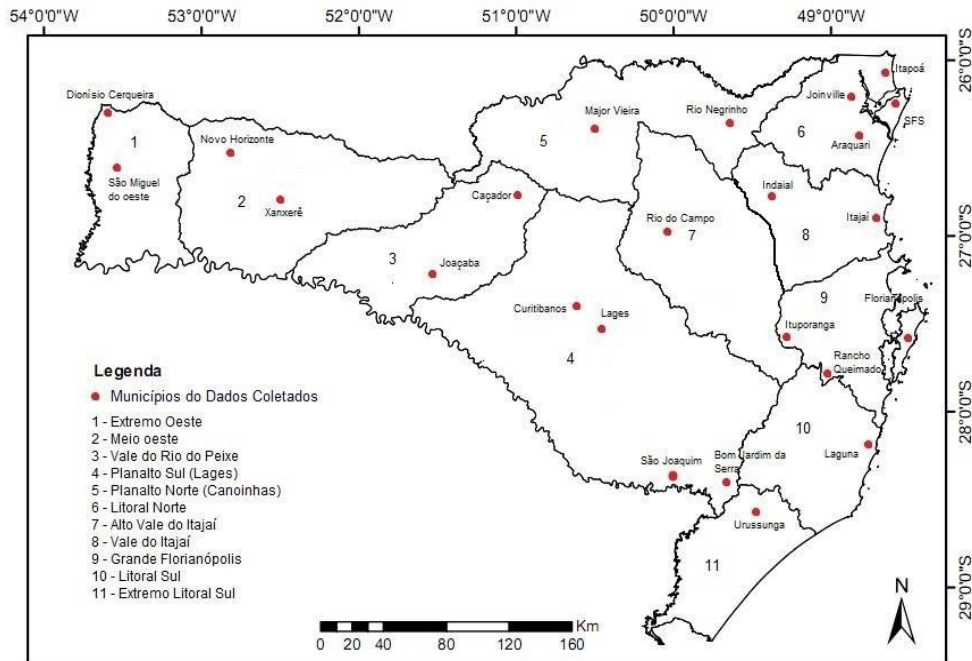 54°0'0"W 53°0'0"W 52°0'0"W 51°0'0"W 50°0'0"W 49°0'0"W
26°0'0"S
27°0'0"S
28°0'0"S
29°0'0"S
Dionísio Cerqueira
1
São Miguel
do oeste
Novo Horizonte
2
Xanxerê
Caçador
3
Joaçaba
5
Major Vieira
Rio Negrinho
Itapoá
Joinville
SFS
6
Araquari
Indaial
Itajaí
8
Rio do Campo
7
9
Florianópolis
Ituporanga
Rancho
Queimado
Curitibanos
Lages
4
10
Laguna
São Joaquim
Bom Jardim da
Serra
Urussunga
11
Legenda
Municípios do Dados Coletados
1 - Extremo Oeste
2 - Meio oeste
3 - Vale do Rio do Peixe
4 - Planalto Sul (Lages)
5 - Planalto Norte (Canoinhas)
6 - Litoral Norte
7 - Alto Vale do Itajaí
8 - Vale do Itajaí
9 - Grande Florianópolis
10 - Litoral Sul
11 - Extremo Litoral Sul
Km
0 20 40 80 120 160
N